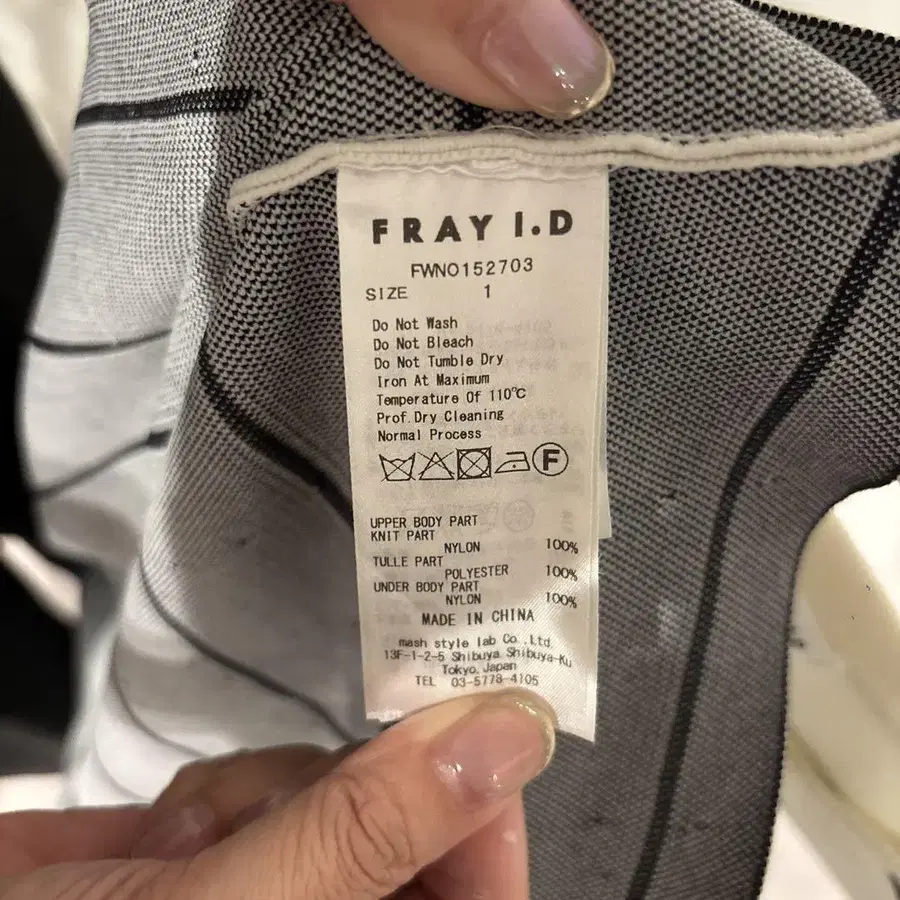 FRAY I.D
FWNO152703
SIZE 1
Do Not Wash
Do Not Bleach
Do Not Tumble Dry
Iron At Maximum
Temperature Of 110℃
Prof.Dry Cleaning
Normal Process
F
UPPER BODY PART
KNIT PART
NYLON 100%
TULLE PART
POLYESTER 100%
UNDER BODY PART
NYLON 100%
MADE IN CHINA
mash style lab Co.,Ltd.
13F-1-2-5 Shibuya Shibuya-Ku
Tokyo,Japan
TEL 03-5778-4105